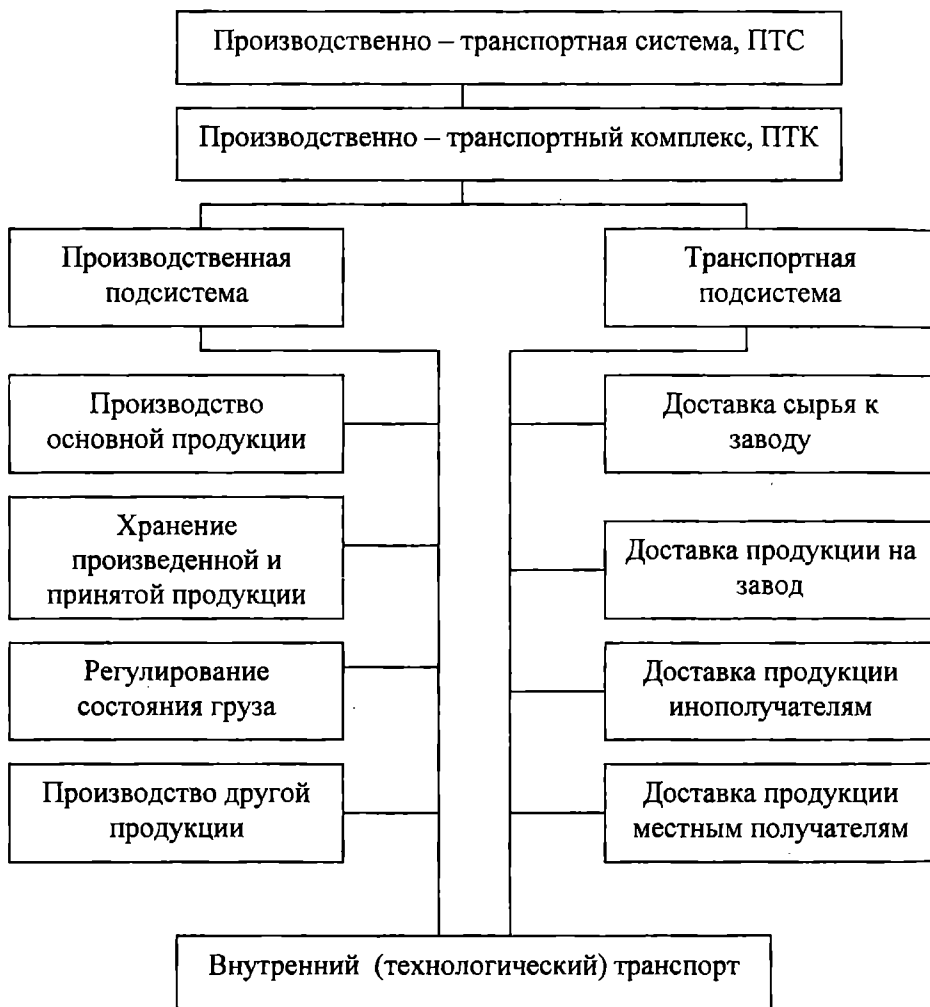 Производственно – транспортная система, ПТС
Производственно – транспортный комплекс, ПТК
Производственная
подсистема
Транспортная
подсистема
Производство
основной продукции
Хранение
произведенной и
принятой продукции
Регулирование
состояния груза
Производство другой
продукции
Доставка сырья к
заводу
Доставка продукции на
завод
Доставка продукции
инополучателям
Доставка продукции
местным получателям
Внутренний (технологический) транспорт